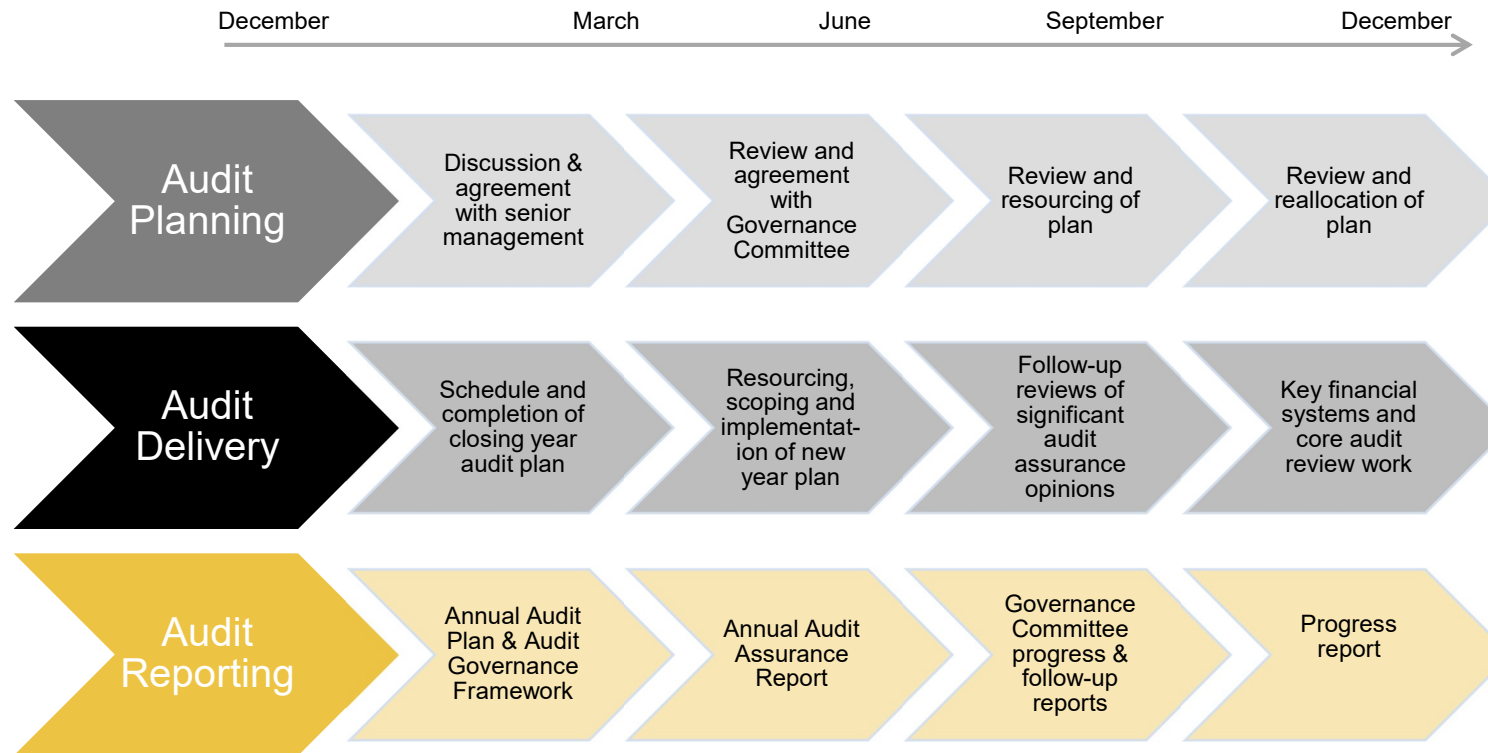 December March June September December
Audit
Planning
Discussion &
agreement
with senior
management
Review and
agreement
with
Governance
Committee
Review and
resourcing of
plan
Review and
reallocation of
plan
Audit
Delivery
Schedule and
completion of
closing year
audit plan
Resourcing,
scoping and
implementat-
ion of new
year plan
Follow-up
reviews of
significant
audit
assurance
opinions
Key financial
systems and
core audit
review work
Audit
Reporting
Annual Audit
Plan & Audit
Governance
Framework
Annual Audit
Assurance
Report
Governance
Committee
progress &
follow-up
reports
Progress
report